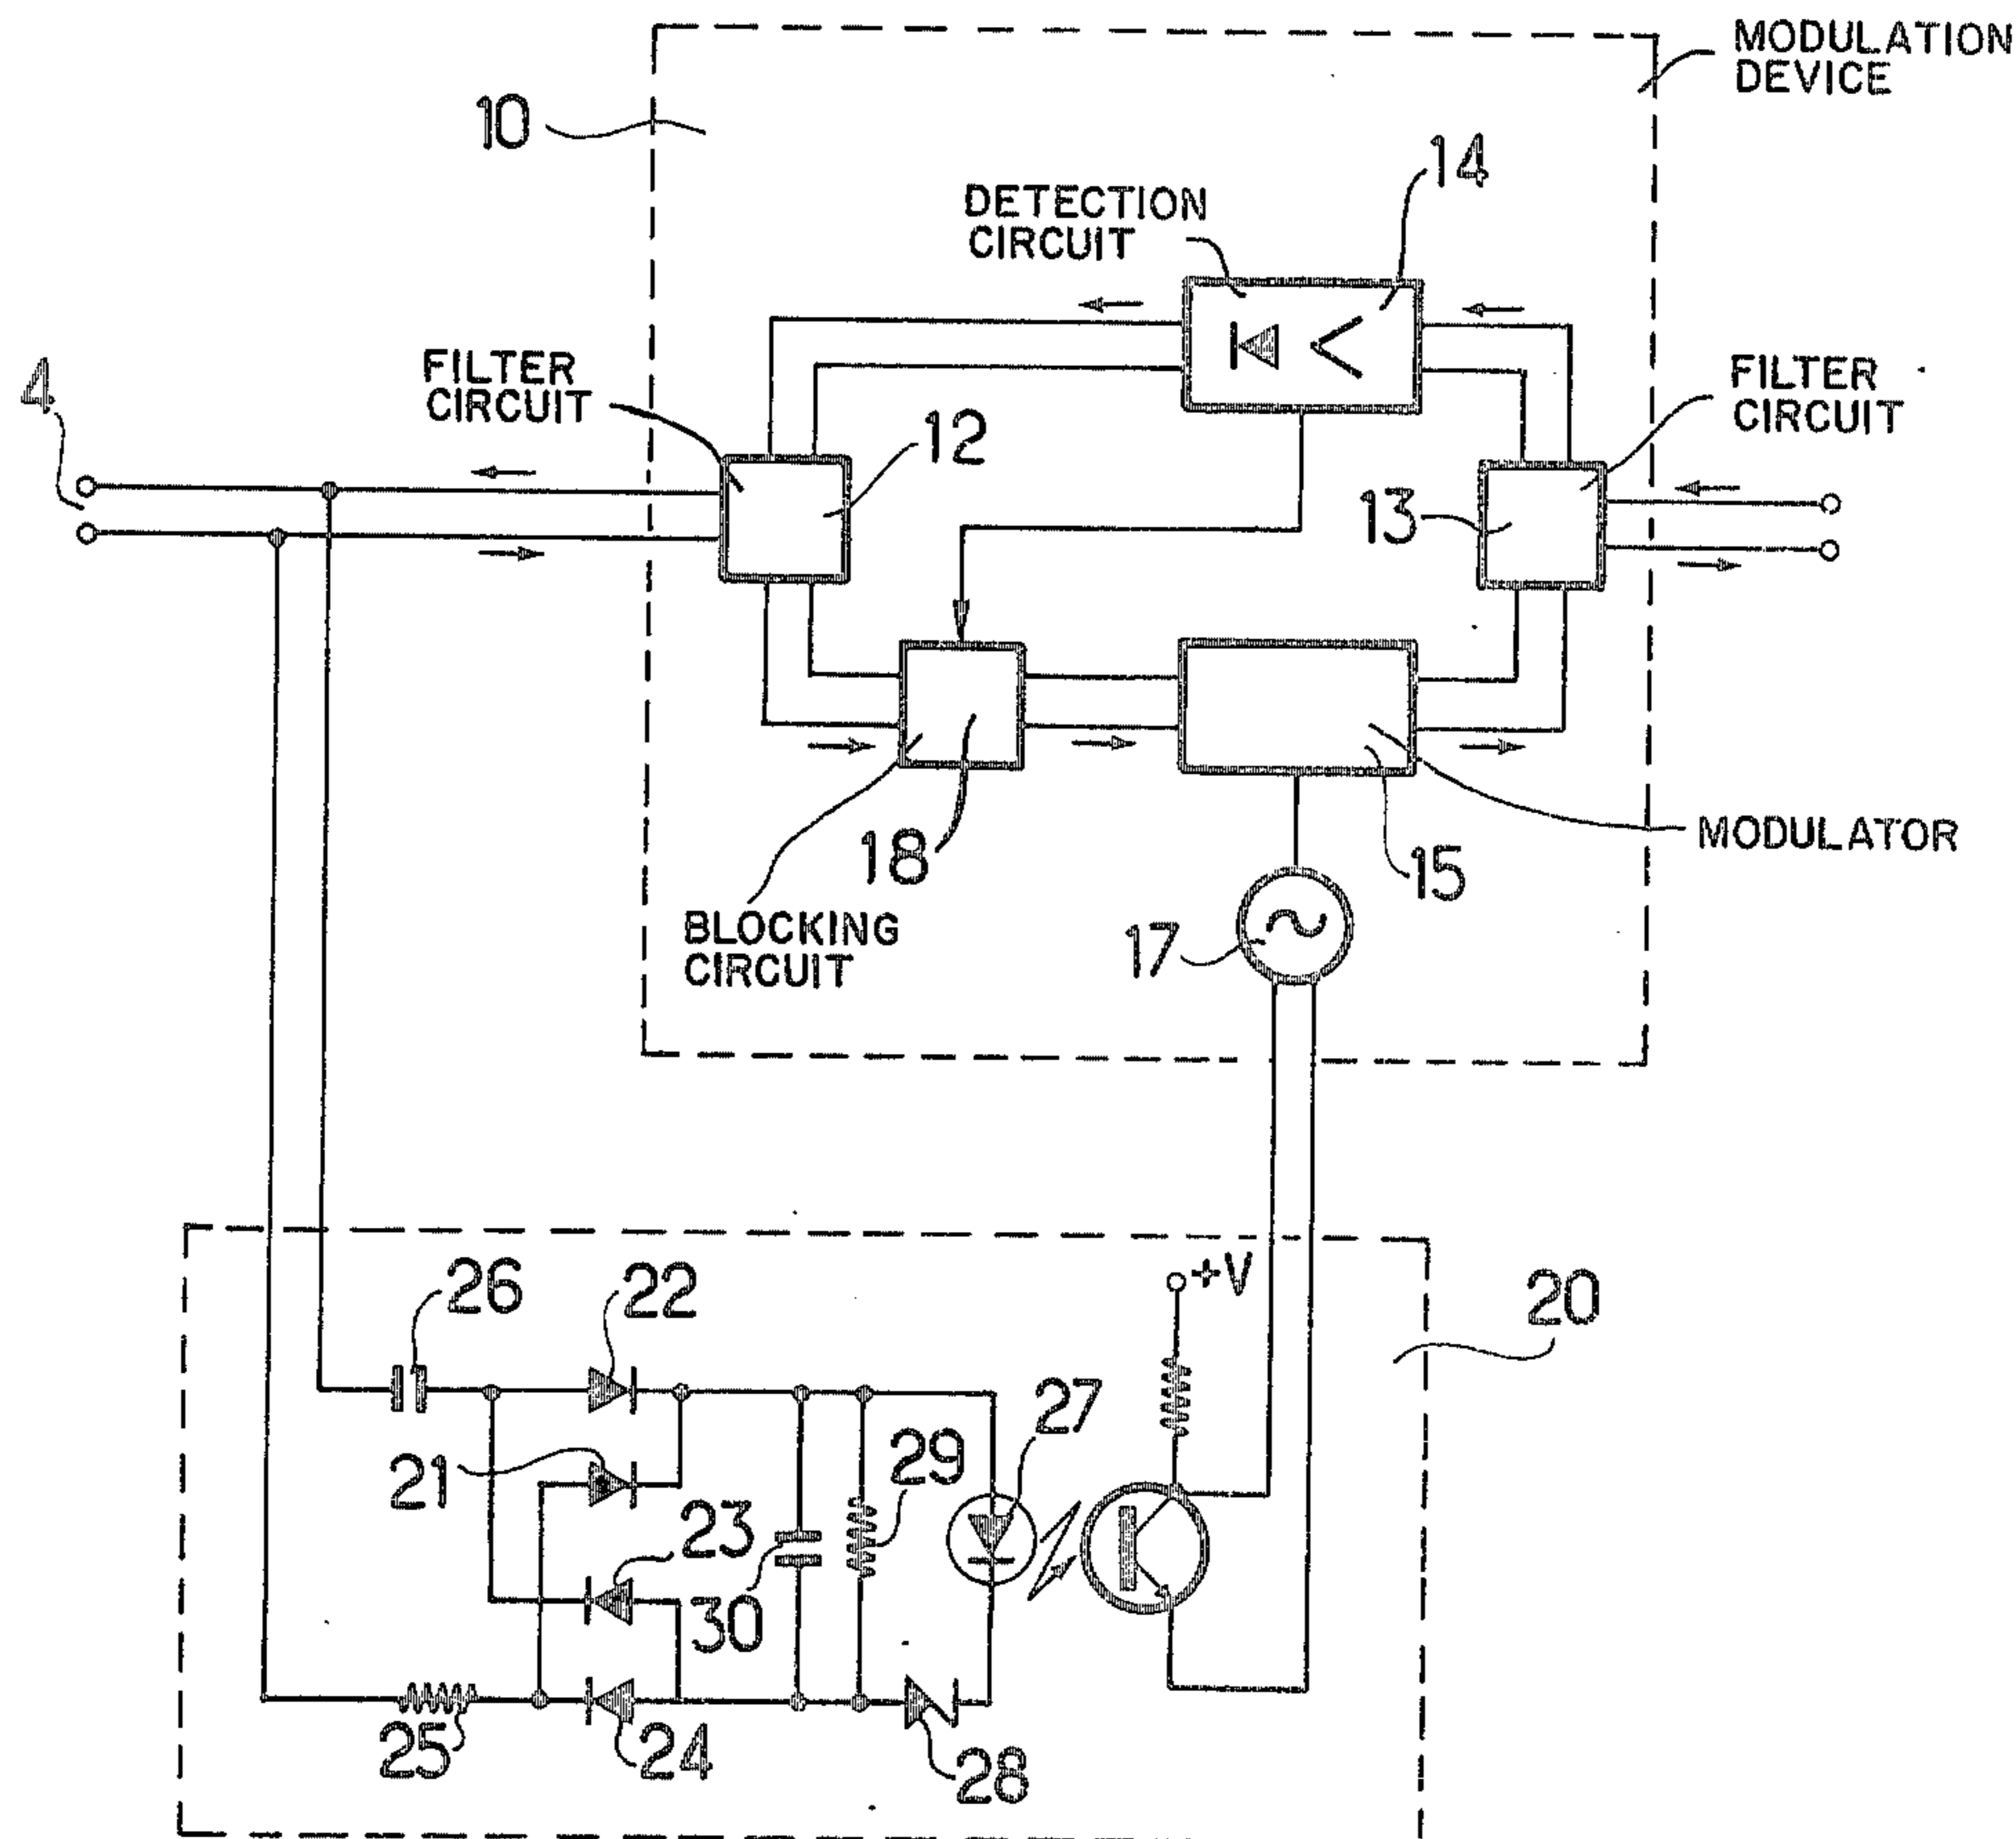 MODULATION
DEVICE
10
14
DETECTION
CIRCUIT
4
FILTER
CIRCUIT
12
FILTER
CIRCUIT
13
18
15
MODULATOR
BLOCKING
CIRCUIT
17
+V
20
26
22
27
21
29
23
30
25
24
28